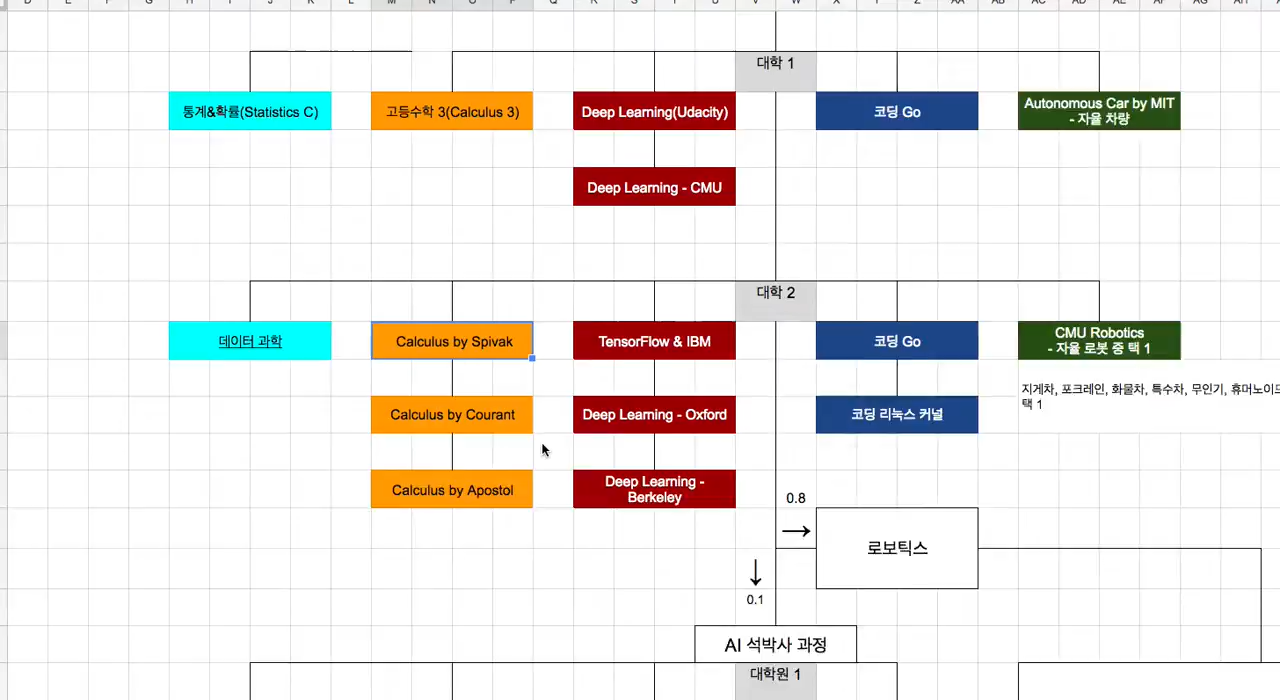 대학 1
통계&확률(Statistics C)
고등수학 3(Calculus 3)
Deep Learning(Udacity)
코딩 Go
Autonomous Car by MIT
- 자율 차량
Deep Learning - CMU
대학 2
데이터 과학
Calculus by Spivak
TensorFlow & IBM
코딩 Go
CMU Robotics
- 자율 로봇 중 택 1
지게차, 포크레인, 화물차, 특수차, 무인기, 휴머노이드
택 1
Calculus by Courant
Deep Learning - Oxford
코딩 리눅스 커널
Calculus by Apostol
Deep Learning -
Berkeley
0.8
→
로보틱스
↓
0.1
AI 석박사 과정
대학원 1